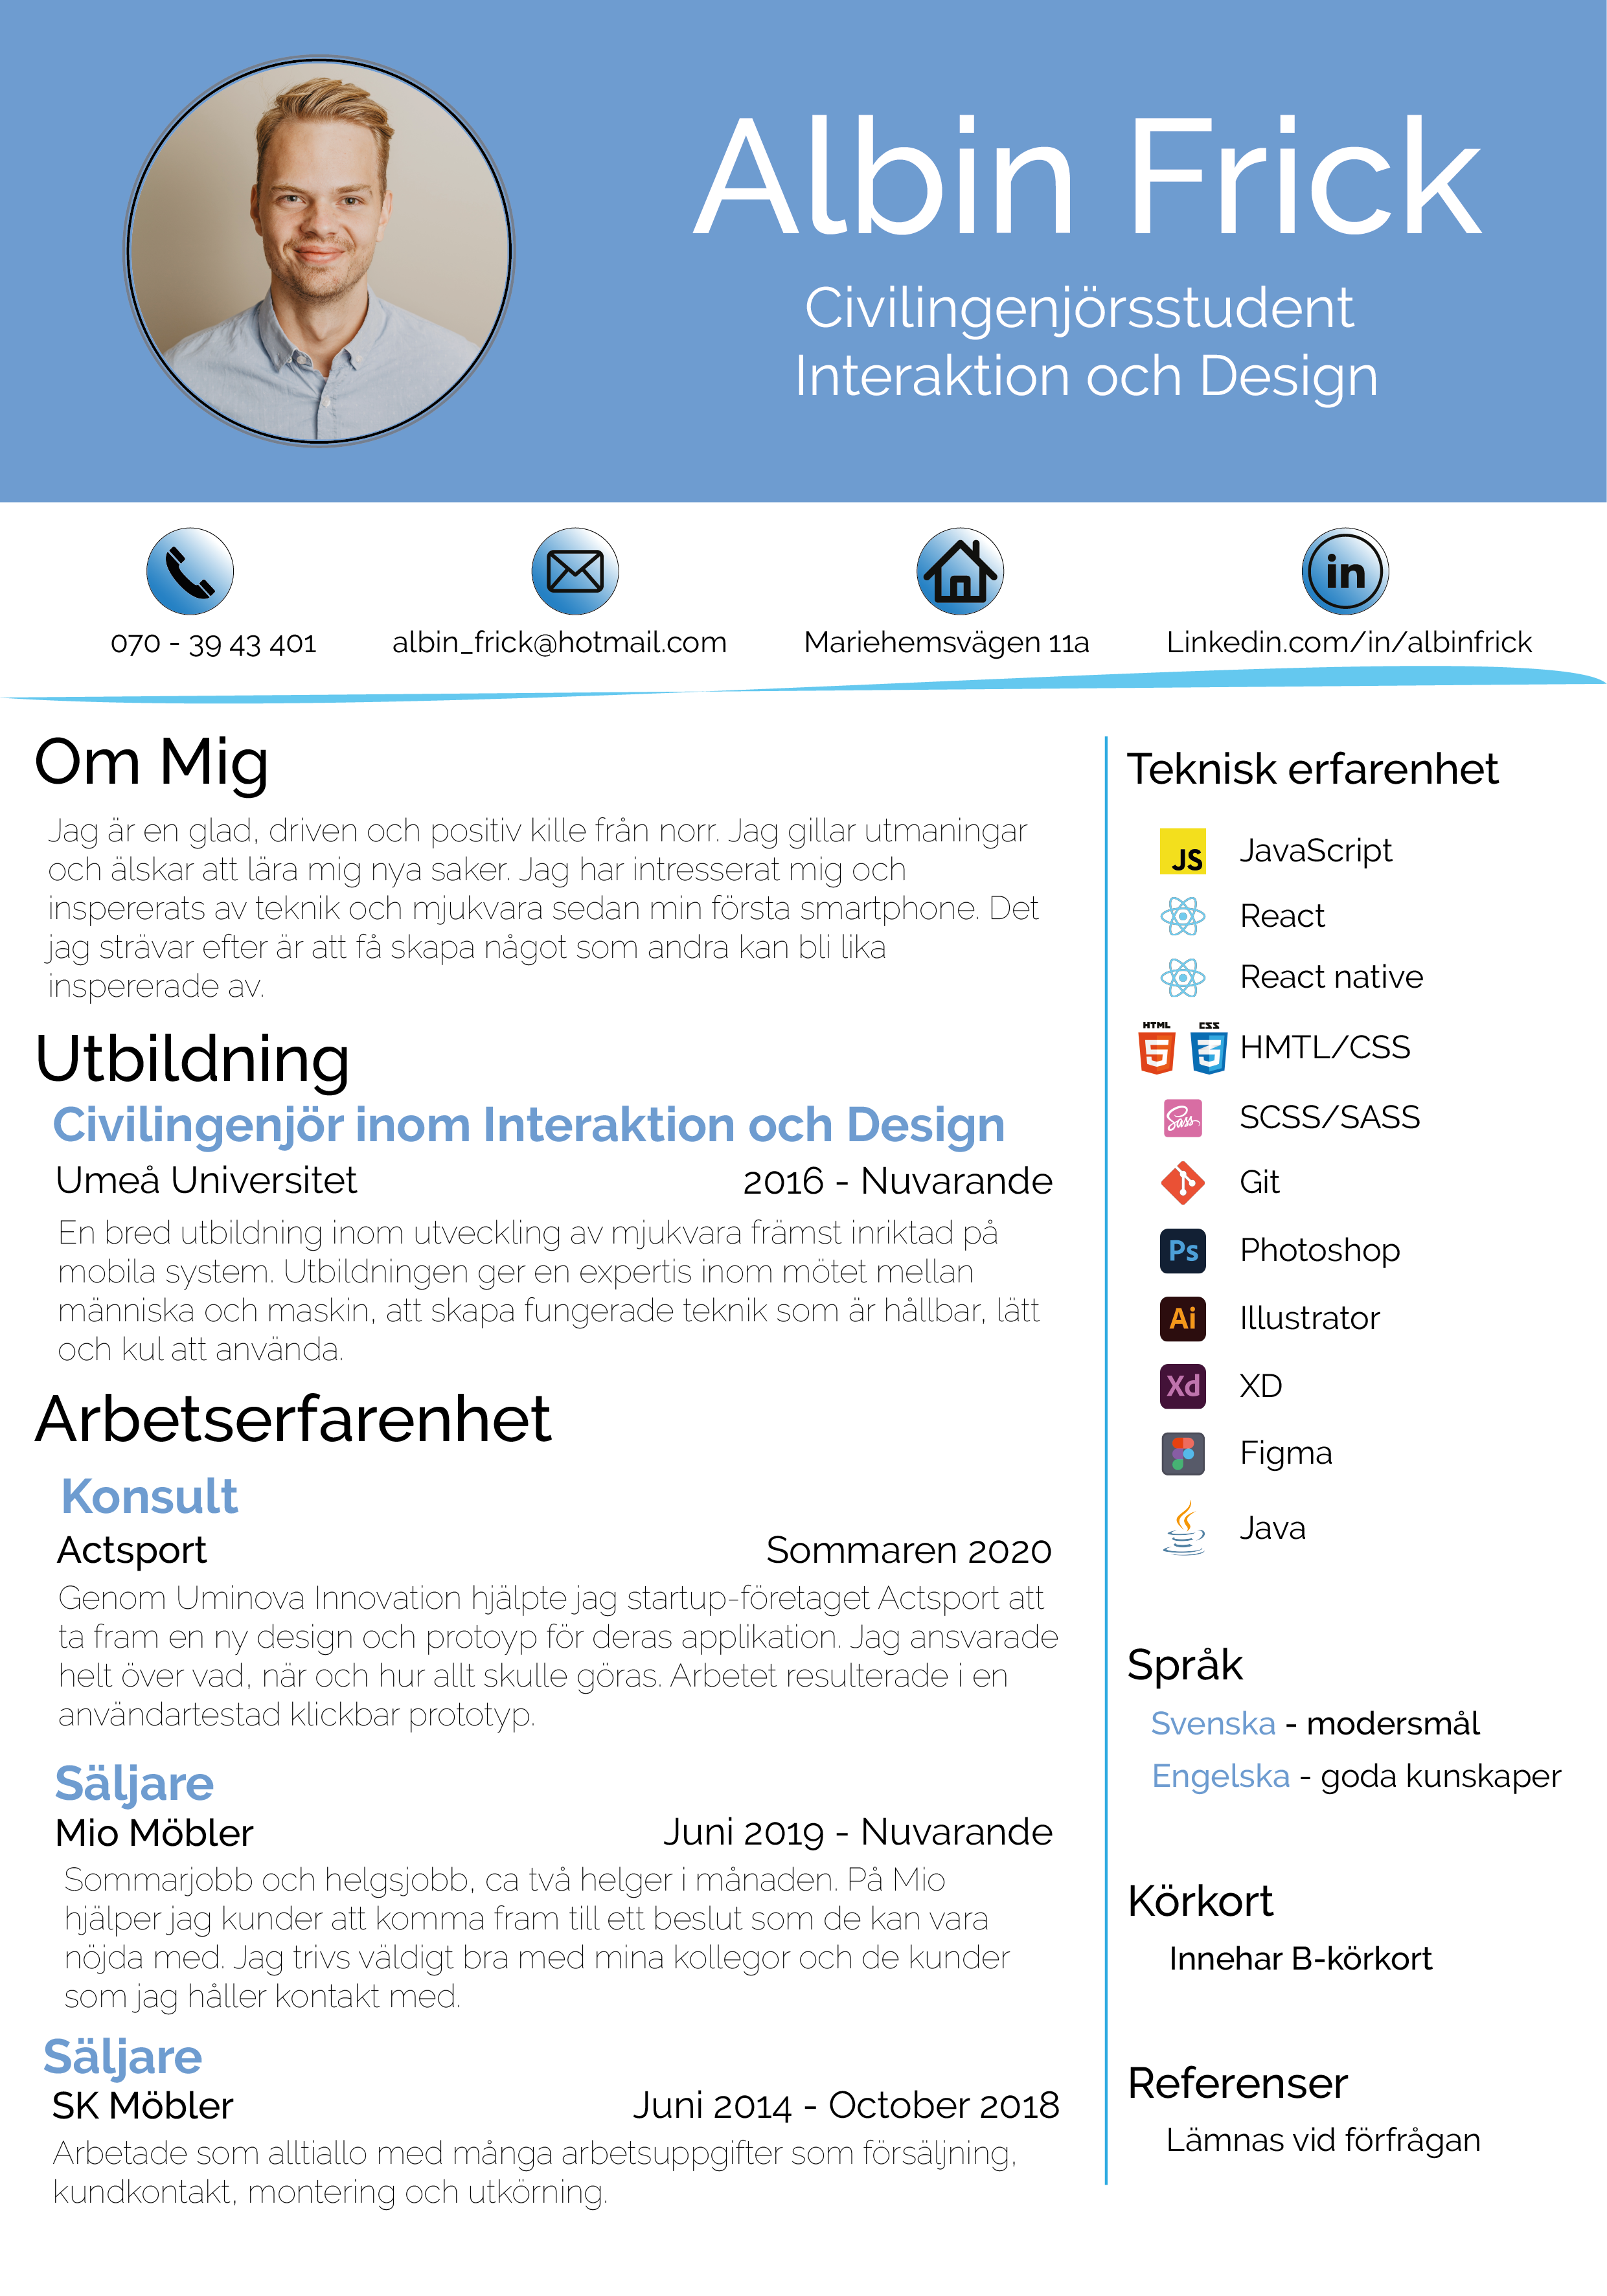 Albin Frick
Civilingenjörsstudent
Interaktion och Design
070 - 39 43 401
albin_frick@hotmail.com
Mariehemsvägen 11a
in
Linkedin.com/in/albinfrick
Om Mig
Jag är en glad, driven och positiv kille från norr. Jag gillar utmaningar
och älskar att lära mig nya saker. Jag har intresserat mig och
inspererats av teknik och mjukvara sedan min första smartphone. Det
jag strävar efter är att få skapa något som andra kan bli lika
inspererade av.
Utbildning
Civilingenjör inom Interaktion och Design
Umeå Universitet 2016 - Nuvarande
En bred utbildning inom utveckling av mjukvara främst inriktad på
mobila system. Utbildningen ger en expertis inom mötet mellan
människa och maskin, att skapa fungerade teknik som är hållbar, lätt
och kul att använda.
Arbetserfarenhet
Konsult
Actsport Sommaren 2020
Genom Uminova Innovation hjälpte jag startup-företaget Actsport att
ta fram en ny design och protoyp för deras applikation. Jag ansvarade
helt över vad, när och hur allt skulle göras. Arbetet resulterade i en
användartestad klickbar prototyp.
Säljare
Mio Möbler Juni 2019 - Nuvarande
Sommarjobb och helgsjobb, ca två helger i månaden. På Mio
hjälper jag kunder att komma fram till ett beslut som de kan vara
nöjda med. Jag trivs väldigt bra med mina kollegor och de kunder
som jag håller kontakt med.
Säljare
SK Möbler Juni 2014 - October 2018
Arbetade som alltiallo med många arbetsuppgifter som försäljning,
kundkontakt, montering och utkörning.
Teknisk erfarenhet
JS JavaScript
React
React native
HTML 5 CSS 3 HMTL/CSS
Sass SCSS/SASS
Git
Ps Photoshop
Ai Illustrator
Xd XD
Figma
Java
Språk
Svenska - modersmål
Engelska - goda kunskaper
Körkort
Innehar B-körkort
Referenser
Lämnas vid förfrågan